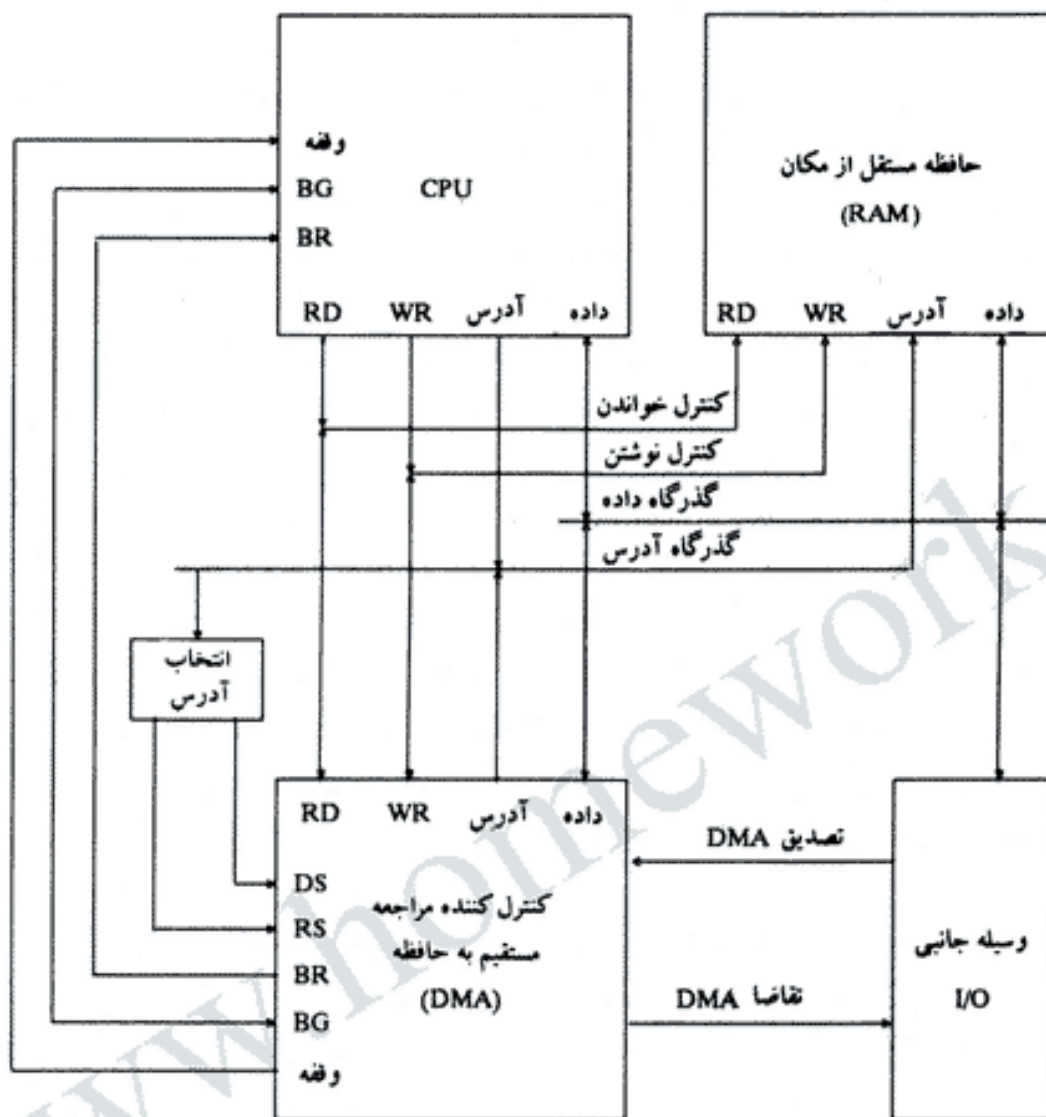 وقفه
BG
CPU
BR
RD WR آدرس داده
حافظه مستقل از مکان
(RAM)
RD WR آدرس داده
کنترل خواندن
کنترل نوشتن
گذرگاه داده
گذرگاه آدرس
انتخاب
آدرس
RD WR آدرس داده
DS
RS
BR
BG
وقفه
کنترل کننده مراجعه
مستقیم به حافظه
(DMA)
تصدیق DMA
تقاضا DMA
وسیله جانبی
I/O
www.homework